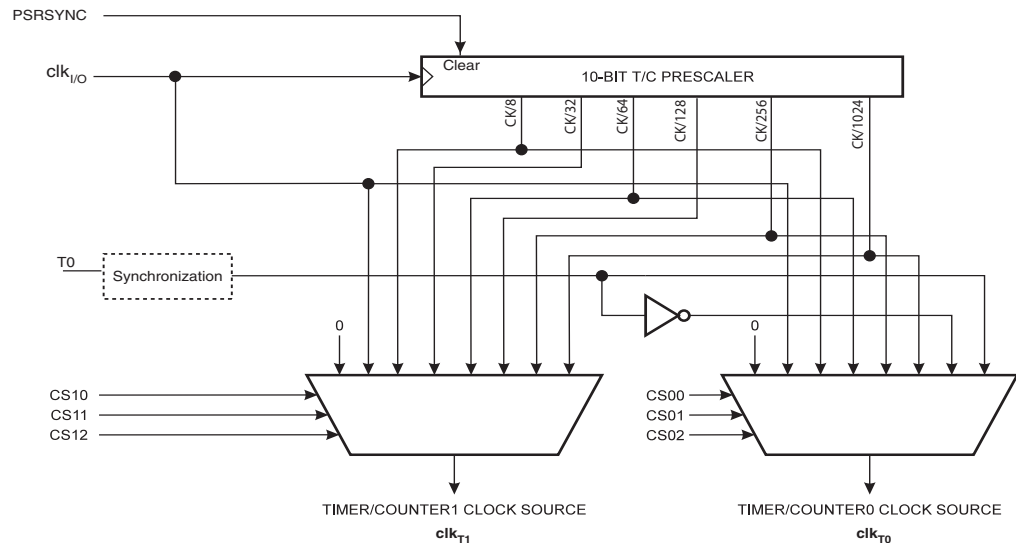 PSRSYNC
clkI/O
Clear
10-BIT T/C PRESCALER
CK/8
CK/32
CK/64
CK/128
CK/256
CK/1024
T0
Synchronization
0
0
CS10
CS11
CS12
CS00
CS01
CS02
TIMER/COUNTER1 CLOCK SOURCE
clkT1
TIMER/COUNTER0 CLOCK SOURCE
clkT0